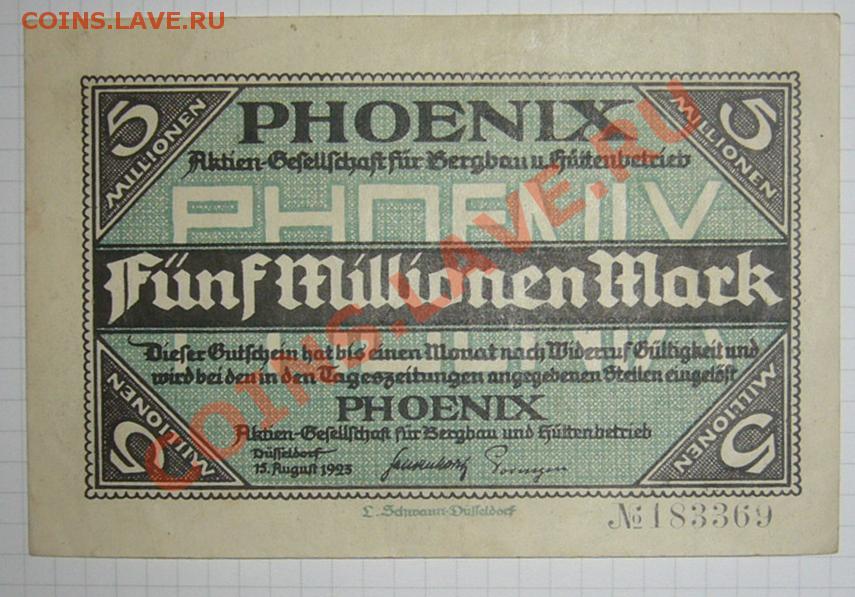 COINS.LAVE.RU
5 MILLIONEN
5 MILLIONEN
PHOENIX
Aktien-Gesellschaft für Bergbau u. Hüttenbetrieb
PHOENIX
Fünf Millionen Mark
Dieser Gutschein hat bis einen Monat nach Widerruf Gültigkeit und
wird bei den in den Tageszeitungen angegebenen Stellen eingelöst
PHOENIX
Aktien-Gesellschaft für Bergbau und Hüttenbetrieb
Düsseldorf
15. August 1923
5 MILLIONEN
5 MILLIONEN
L. Schwann-Düsseldorf
№183369
COINS.LAVE.RU